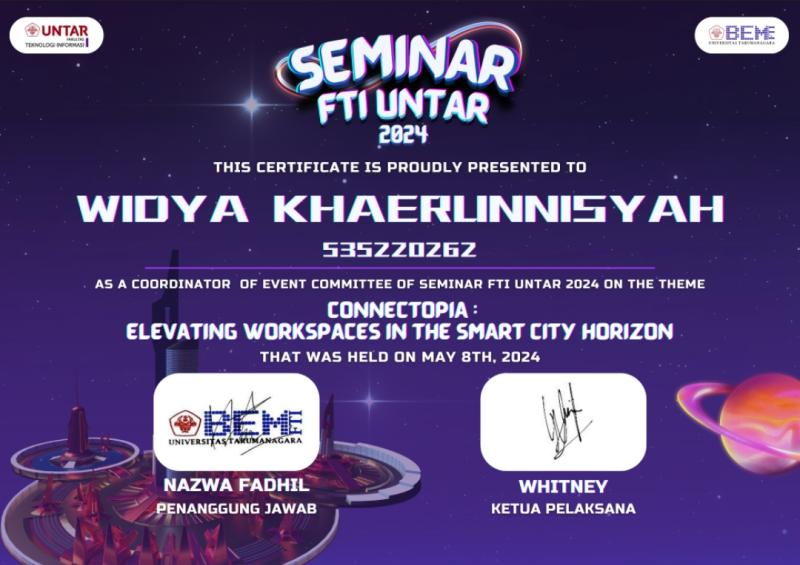 UNTAR
FAKULTAS
TEKNOLOGI INFORMASI
BEM FTI
UNIVERSITAS TARUMANAGARA
SEMINAR
FTI UNTAR
2024
THIS CERTIFICATE IS PROUDLY PRESENTED TO
WIDYA KHAERUNNISYAH
535220262
AS A COORDINATOR OF EVENT COMMITTEE OF SEMINAR FTI UNTAR 2024 ON THE THEME
CONNECTOPIA :
ELEVATING WORKSPACES IN THE SMART CITY HORIZON
THAT WAS HELD ON MAY 8TH, 2024
BEM FTI
UNIVERSITAS TARUMANAGARA
NAZWA FADHIL
PENANGGUNG JAWAB
WHITNEY
KETUA PELAKSANA